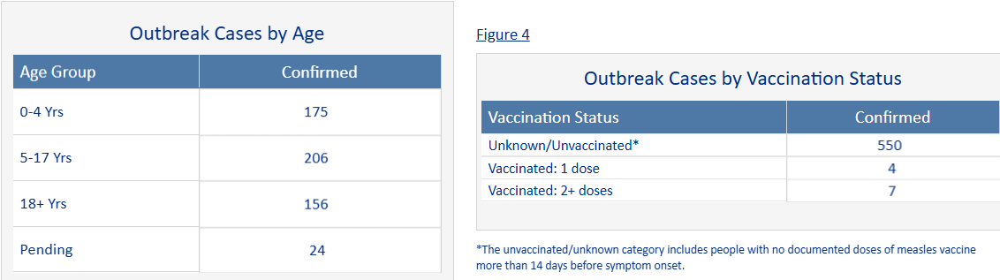 Outbreak Cases by Age
Age Group Confirmed
0-4 Yrs 175
5-17 Yrs 206
18+ Yrs 156
Pending 24
Figure 4
Outbreak Cases by Vaccination Status
Vaccination Status Confirmed
Unknown/Unvaccinated* 550
Vaccinated: 1 dose 4
Vaccinated: 2+ doses 7
*The unvaccinated/unknown category includes people with no documented doses of measles vaccine
more than 14 days before symptom onset.